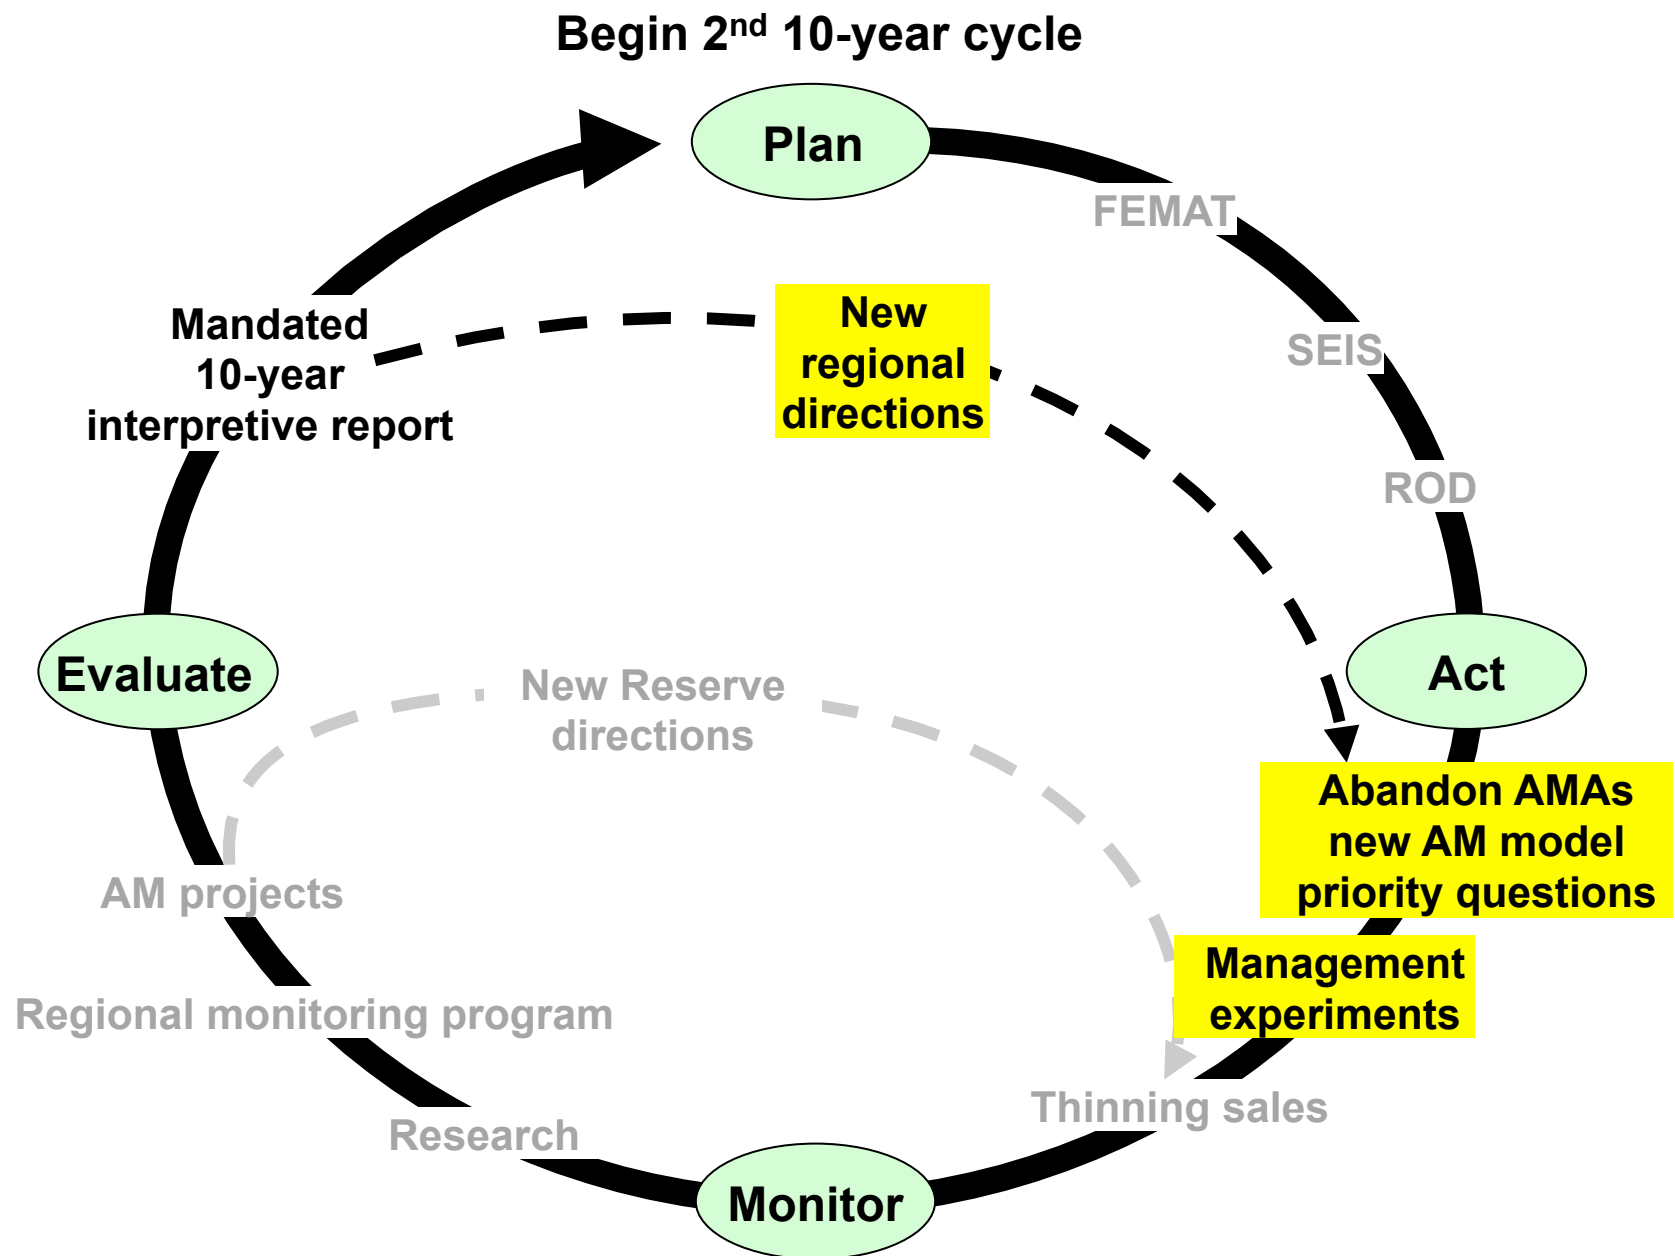 Begin 2nd 10-year cycle
Plan
FEMAT
New
regional
directions
Mandated
10-year
interpretive report
SEIS
ROD
Evaluate
New Reserve
directions
Act
Abandon AMAs
new AM model
priority questions
AM projects
Management
experiments
Regional monitoring program
Thinning sales
Research
Monitor